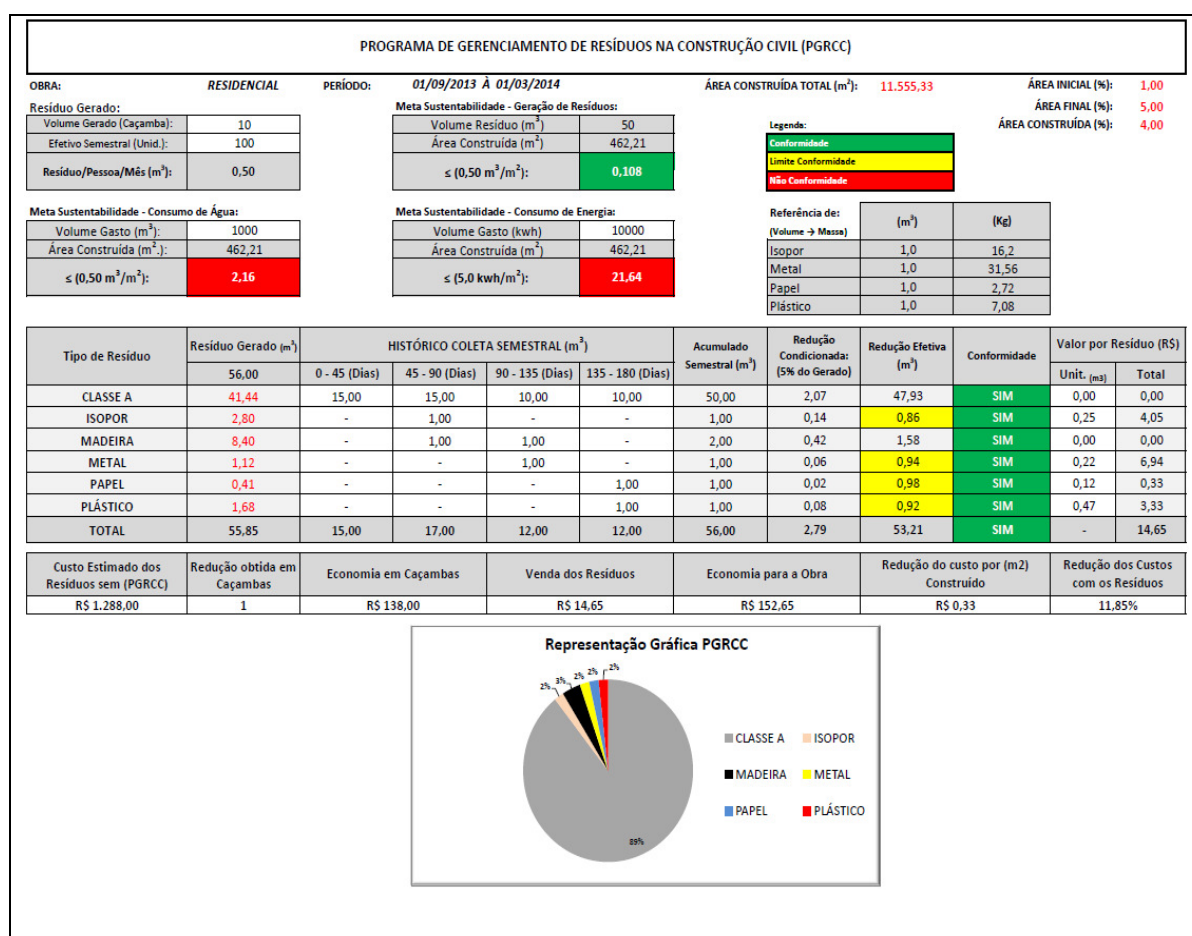 PROGRAMA DE GERENCIAMENTO DE RESÍDUOS NA CONSTRUÇÃO CIVIL (PGRCC)
OBRA: RESIDENCIAL PERÍODO: 01/09/2013 À 01/03/2014 ÁREA CONSTRUÍDA TOTAL (m²): 11.555,33 ÁREA INICIAL (%): 1,00
ÁREA FINAL (%): 5,00
ÁREA CONSTRUÍDA (%): 4,00
Resíduo Gerado:
Volume Gerado (Caçamba): 10
Efetivo Semestral (Unid.): 100
Resíduo/Pessoa/Mês (m³): 0,50
Meta Sustentabilidade - Geração de Resíduos:
Volume Resíduo (m³) 50
Área Construída (m²) 462,21
≤ (0,50 m³/m²): 0,108
Legenda:
Conformidade
Limite Conformidade
Não Conformidade
Meta Sustentabilidade - Consumo de Água:
Volume Gasto (m³): 1000
Área Construída (m².): 462,21
≤ (0,50 m³/m²): 2,16
Meta Sustentabilidade - Consumo de Energia:
Volume Gasto (kwh) 10000
Área Construída (m²) 462,21
≤ (5,0 kwh/m²): 21,64
Referência de:
(Volume → Massa) (m³) (Kg)
Isopor 1,0 16,2
Metal 1,0 31,56
Papel 1,0 2,72
Plástico 1,0 7,08
Tipo de Resíduo Resíduo Gerado (m³) HISTÓRICO COLETA SEMESTRAL (m³) Acumulado Semestral (m³) Redução Condicionada: (5% do Gerado) Redução Efetiva (m³) Conformidade Valor por Resíduo (R$)
56,00 0 - 45 (Dias) 45 - 90 (Dias) 90 - 135 (Dias) 135 - 180 (Dias) Unit. (m3) Total
CLASSE A 41,44 15,00 15,00 10,00 10,00 50,00 2,07 47,93 SIM 0,00 0,00
ISOPOR 2,80 - 1,00 - - 1,00 0,14 0,86 SIM 0,25 4,05
MADEIRA 8,40 - 1,00 1,00 - 2,00 0,42 1,58 SIM 0,00 0,00
METAL 1,12 - - 1,00 - 1,00 0,06 0,94 SIM 0,22 6,94
PAPEL 0,41 - - - 1,00 1,00 0,02 0,98 SIM 0,12 0,33
PLÁSTICO 1,68 - - - 1,00 1,00 0,08 0,92 SIM 0,47 3,33
TOTAL 55,85 15,00 17,00 12,00 12,00 56,00 2,79 53,21 SIM - 14,65
Custo Estimado dos Resíduos sem (PGRCC) Redução obtida em Caçambas Economia em Caçambas Venda dos Resíduos Economia para a Obra Redução do custo por (m2) Construído Redução dos Custos com os Resíduos
R$ 1.288,00 1 R$ 138,00 R$ 14,65 R$ 152,65 R$ 0,33 11,85%
Representação Gráfica PGRCC
2% 3% 2% 2% 2%
89%
CLASSE A ISOPOR
MADEIRA METAL
PAPEL PLÁSTICO